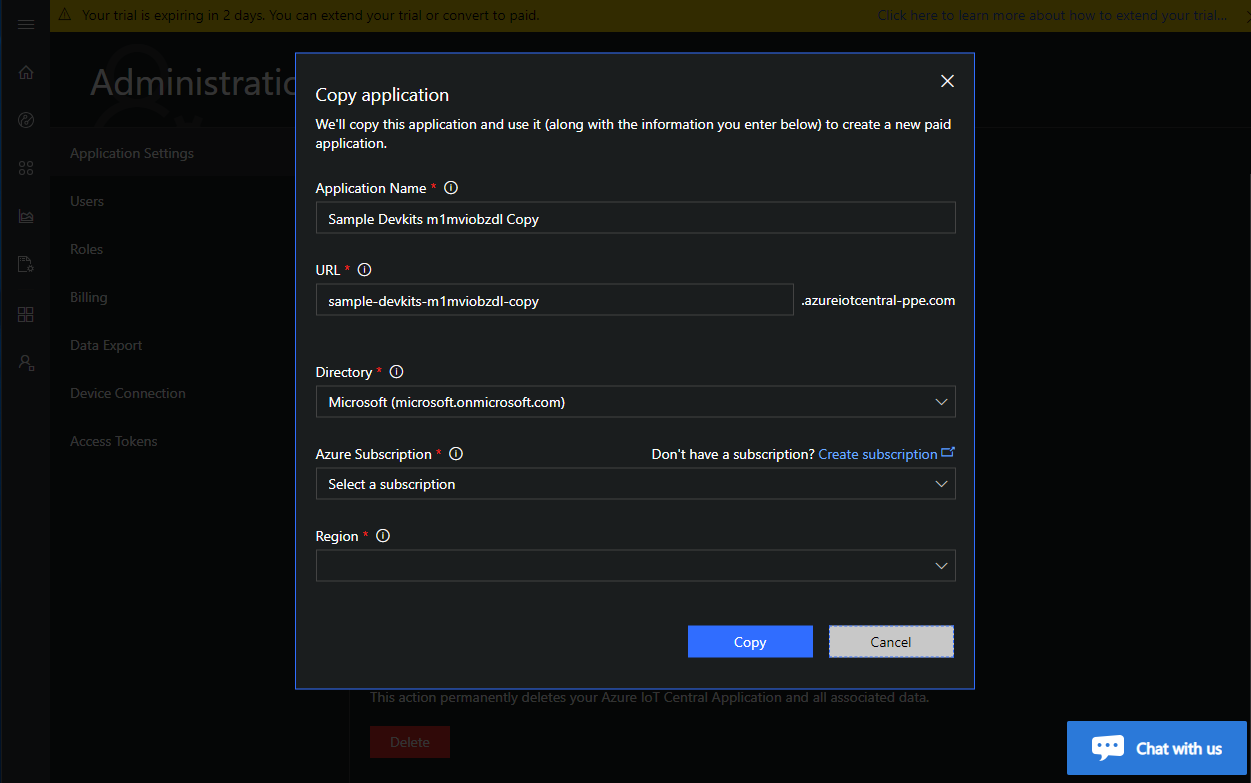 Your trial is expiring in 2 days. You can extend your trial or convert to paid.
Click here to learn more about how to extend your trial...
Administratio
Application Settings
Users
Roles
Billing
Data Export
Device Connection
Access Tokens
Copy application
We'll copy this application and use it (along with the information you enter below) to create a new paid
application.
Application Name *
Sample Devkits m1mviobzdl Copy
URL *
sample-devkits-m1mviobzdl-copy
.azureiotcentral-ppe.com
Directory *
Microsoft (microsoft.onmicrosoft.com)
Azure Subscription *
Don't have a subscription? Create subscription
Select a subscription
Region *
Copy
Cancel
This action permanently deletes your Azure IoT Central Application and all associated data.
Delete
Chat with us